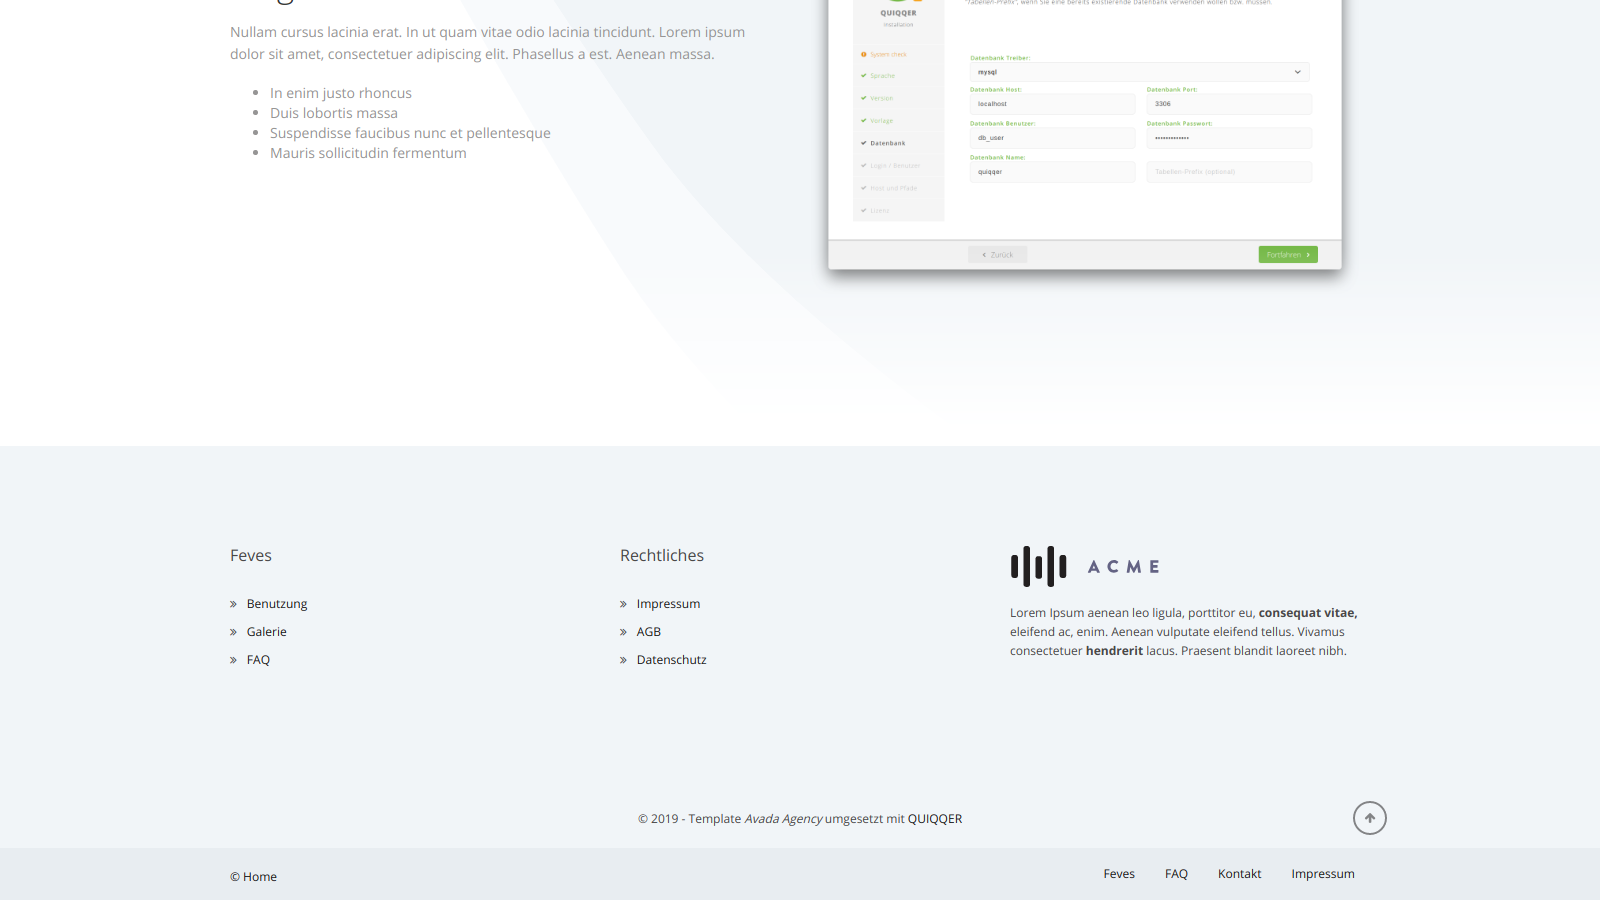 Nullam cursus lacinia erat. In ut quam vitae odio lacinia tincidunt. Lorem ipsum
dolor sit amet, consectetuer adipiscing elit. Phasellus a est. Aenean massa.
In enim justo rhoncus
Duis lobortis massa
Suspendisse faucibus nunc et pellentesque
Mauris sollicitudin fermentum
"Tabellen-Prefix", wenn Sie eine bereits existierende Datenbank verwenden wollen bzw. müssen.
QUIQQER
Installation
System check
Sprache
Version
Vorlage
Datenbank
Login / Benutzer
Host und Pfade
Lizenz
Datenbank Treiber:
mysql
Datenbank Host:
Datenbank Port:
localhost
3306
Datenbank Benutzer:
Datenbank Passwort:
db_user
Datenbank Name:
quiqqer
Tabellen-Prefix (optional)
Zurück
Fortfahren
Feves
Benutzung
Galerie
FAQ
Rechtliches
Impressum
AGB
Datenschutz
ACME
Lorem Ipsum aenean leo ligula, porttitor eu, consequat vitae,
eleifend ac, enim. Aenean vulputate eleifend tellus. Vivamus
consectetuer hendrerit lacus. Praesent blandit laoreet nibh.
© 2019 - Template Avada Agency umgesetzt mit QUIQQER
© Home
Feves FAQ Kontakt Impressum